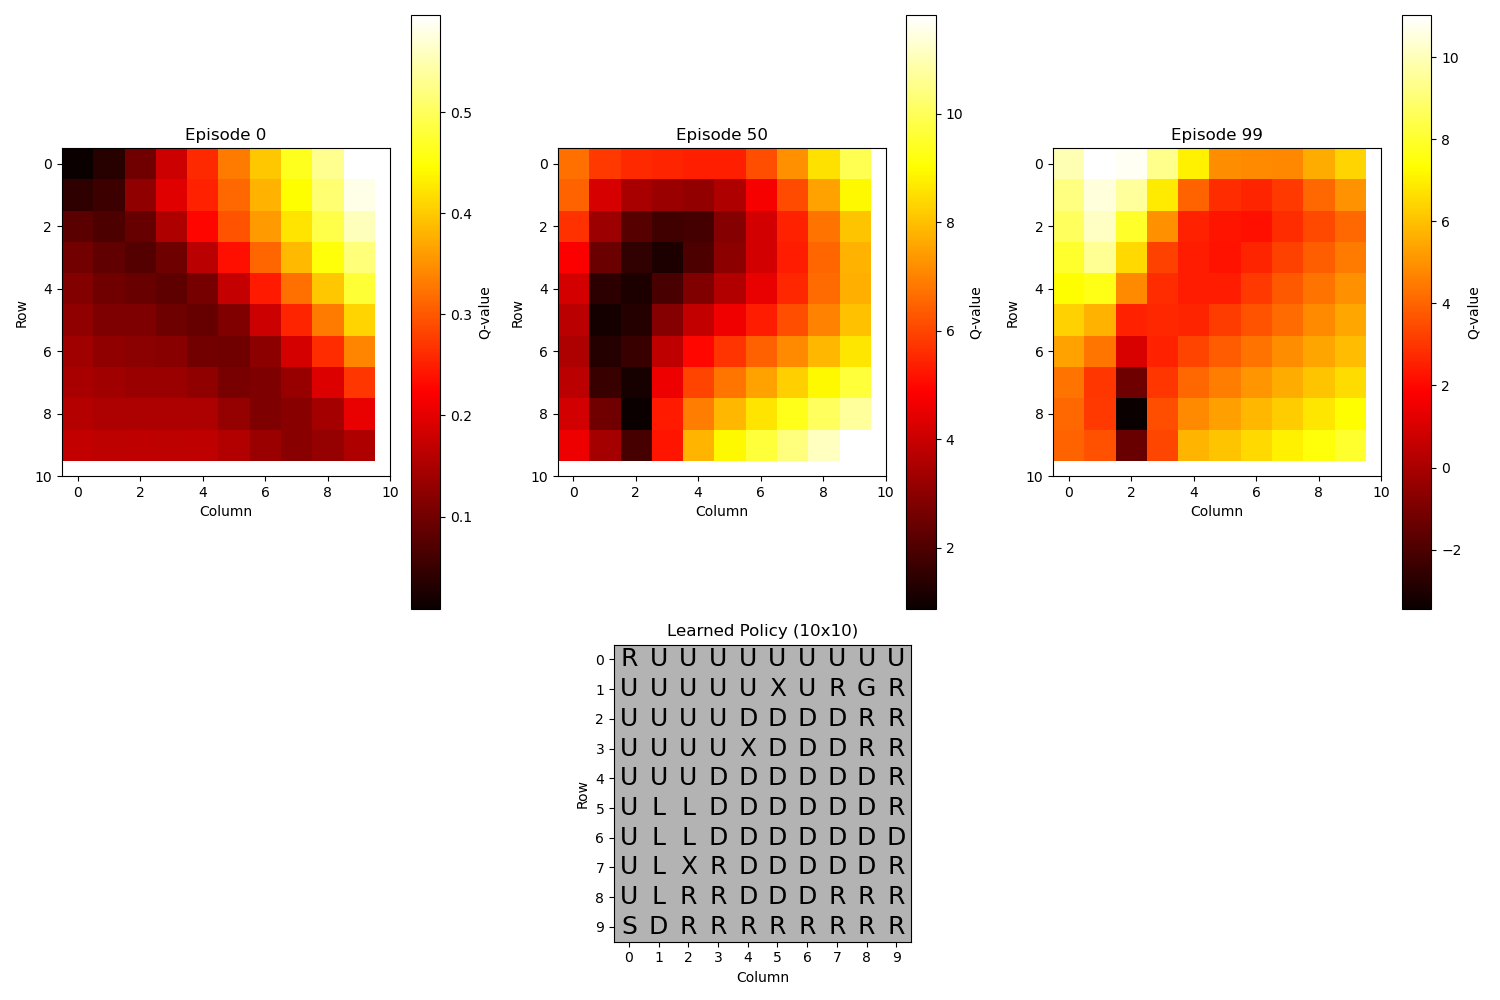 Episode 0
Episode 50
Episode 99
0
2
4
6
8
10
Row
0 2 4 6 8 10
Column
0.5
0.4
0.3
0.2
0.1
Q-value
0
2
4
6
8
10
Row
0 2 4 6 8 10
Column
10
8
6
4
2
Q-value
0
2
4
6
8
10
Row
0 2 4 6 8 10
Column
10
8
6
4
2
0
−2
Q-value
Learned Policy (10x10)
Row
0 R U U U U U U U U U
1 U U U U U X U R G R
2 U U U U D D D D R R
3 U U U U X D D D R R
4 U U U D D D D D D R
5 U L L D D D D D D R
6 U L L D D D D D D D
7 U L X R D D D D D R
8 U L R R D D D R R R
9 S D R R R R R R R R
0 1 2 3 4 5 6 7 8 9
Column